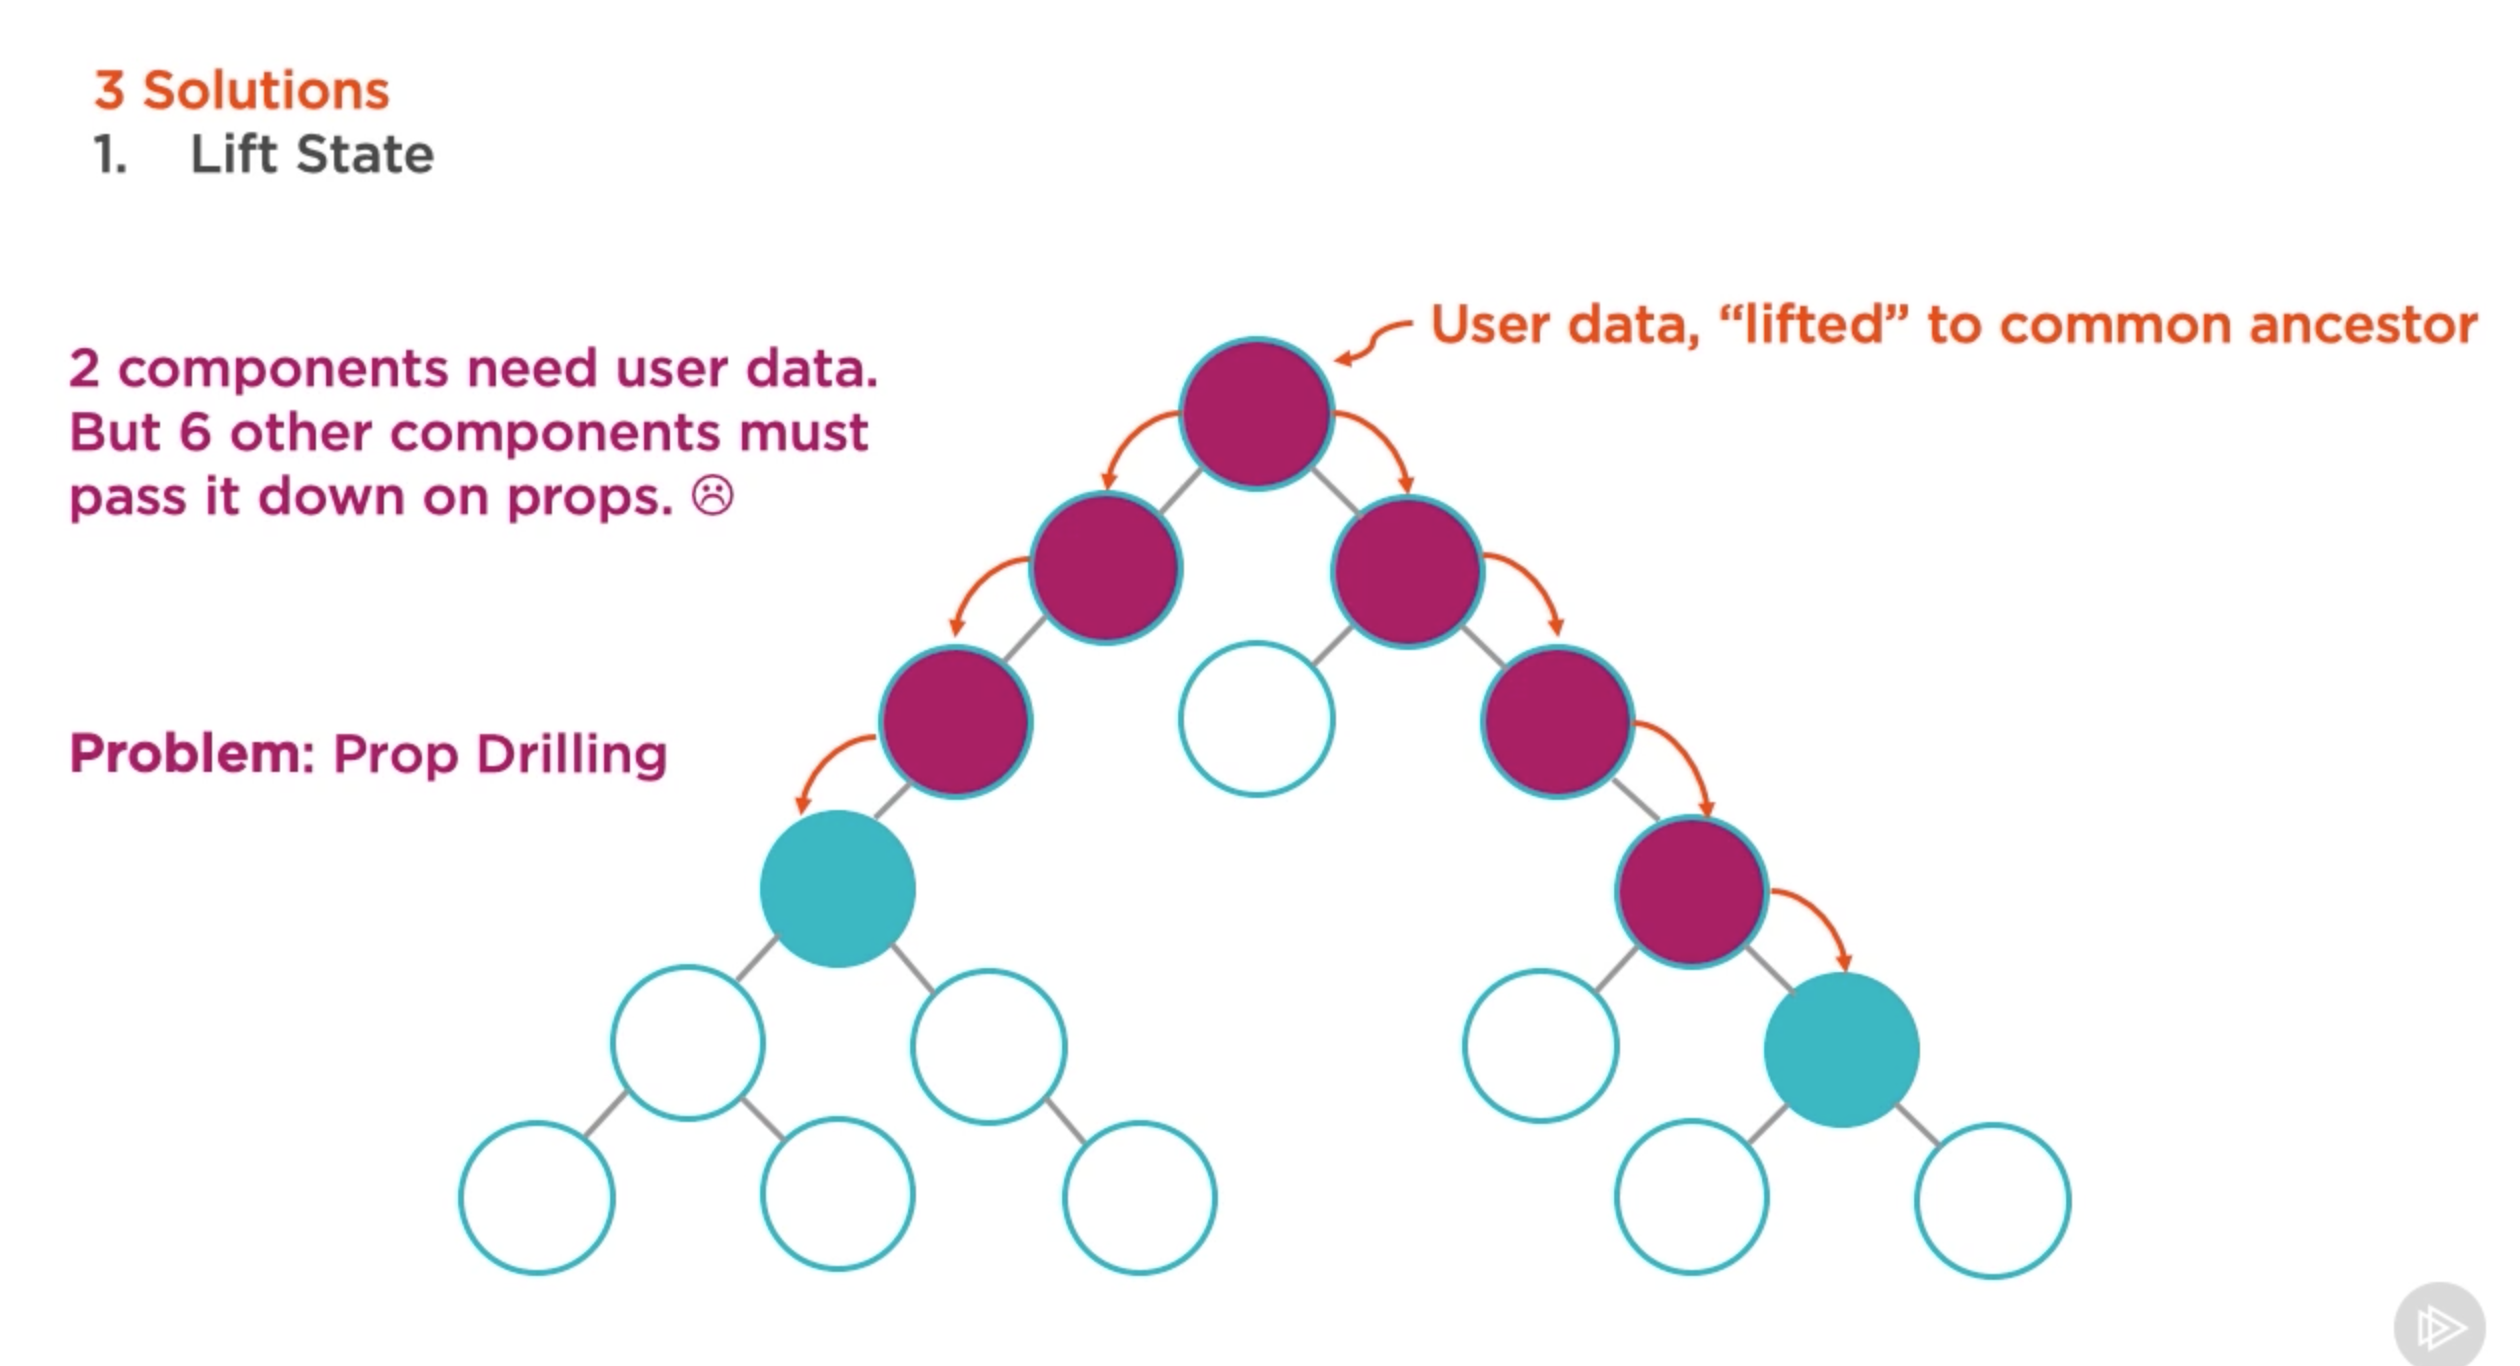 3 Solutions
1. Lift State
User data, “lifted” to common ancestor
2 components need user data.
But 6 other components must
pass it down on props. ☹
Problem: Prop Drilling